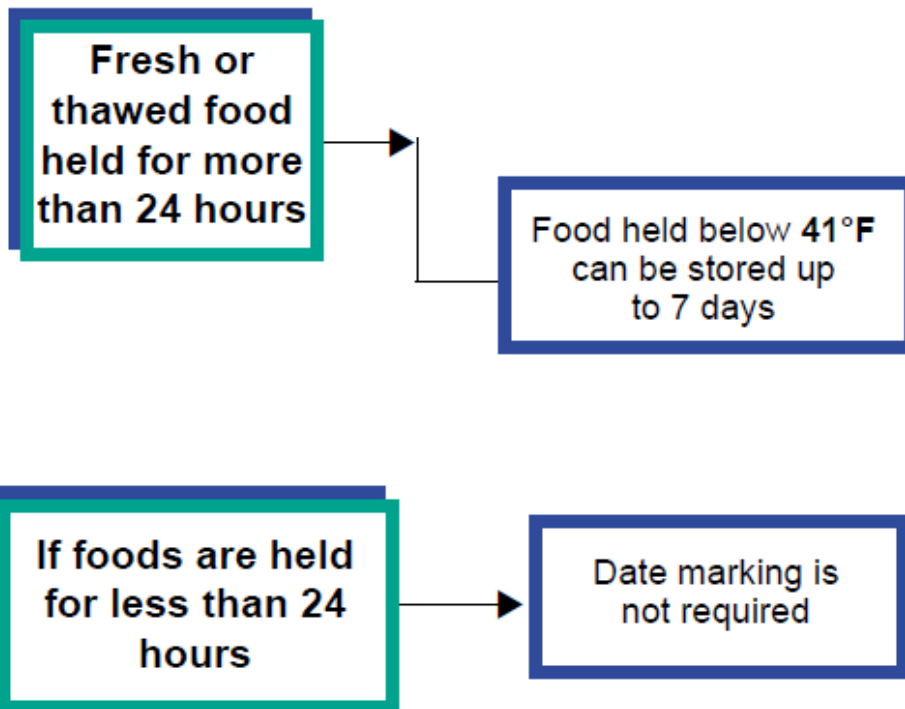 Fresh or
thawed food
held for more
than 24 hours
Food held below 41°F
can be stored up
to 7 days
If foods are held
for less than 24
hours
Date marking is
not required